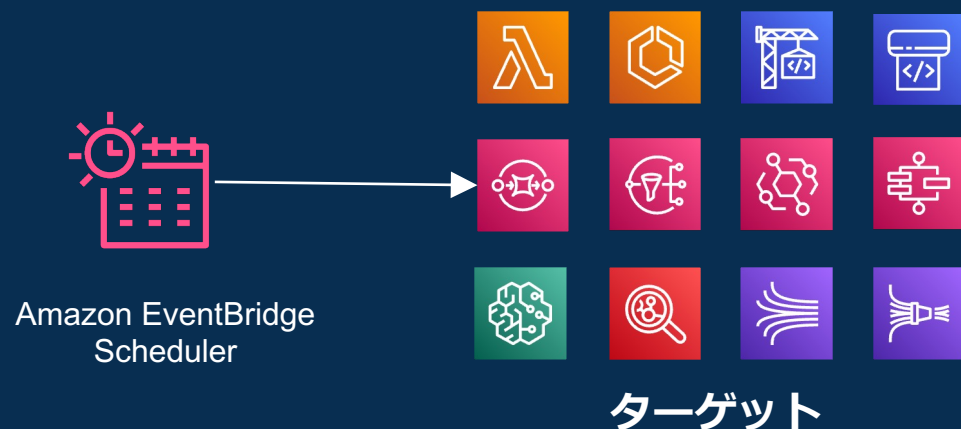 Amazon EventBridge
Scheduler
ターゲット